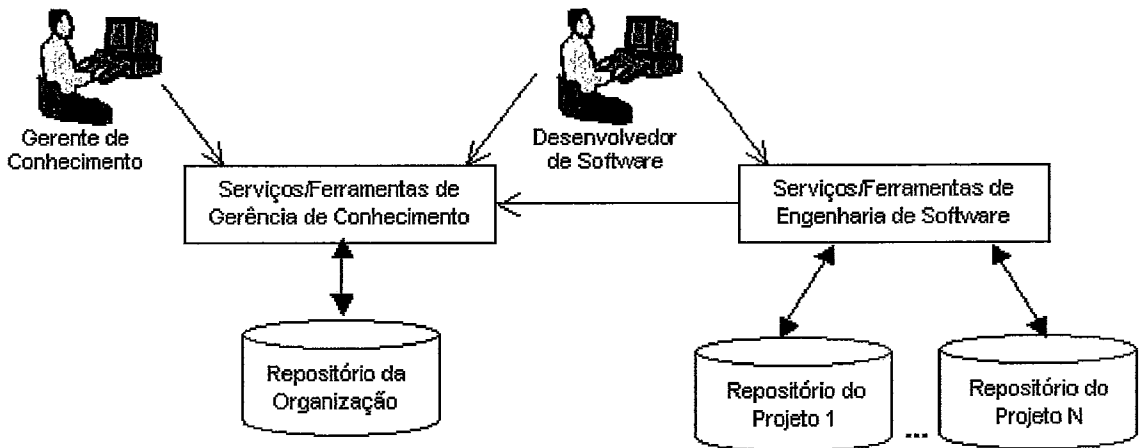 Gerente de
Conhecimento
Desenvolvedor
de Software
Serviços/Ferramentas de
Gerência de Conhecimento
Serviços/Ferramentas de
Engenharia de Software
Repositório da
Organização
Repositório do
Projeto 1
...
Repositório do
Projeto N